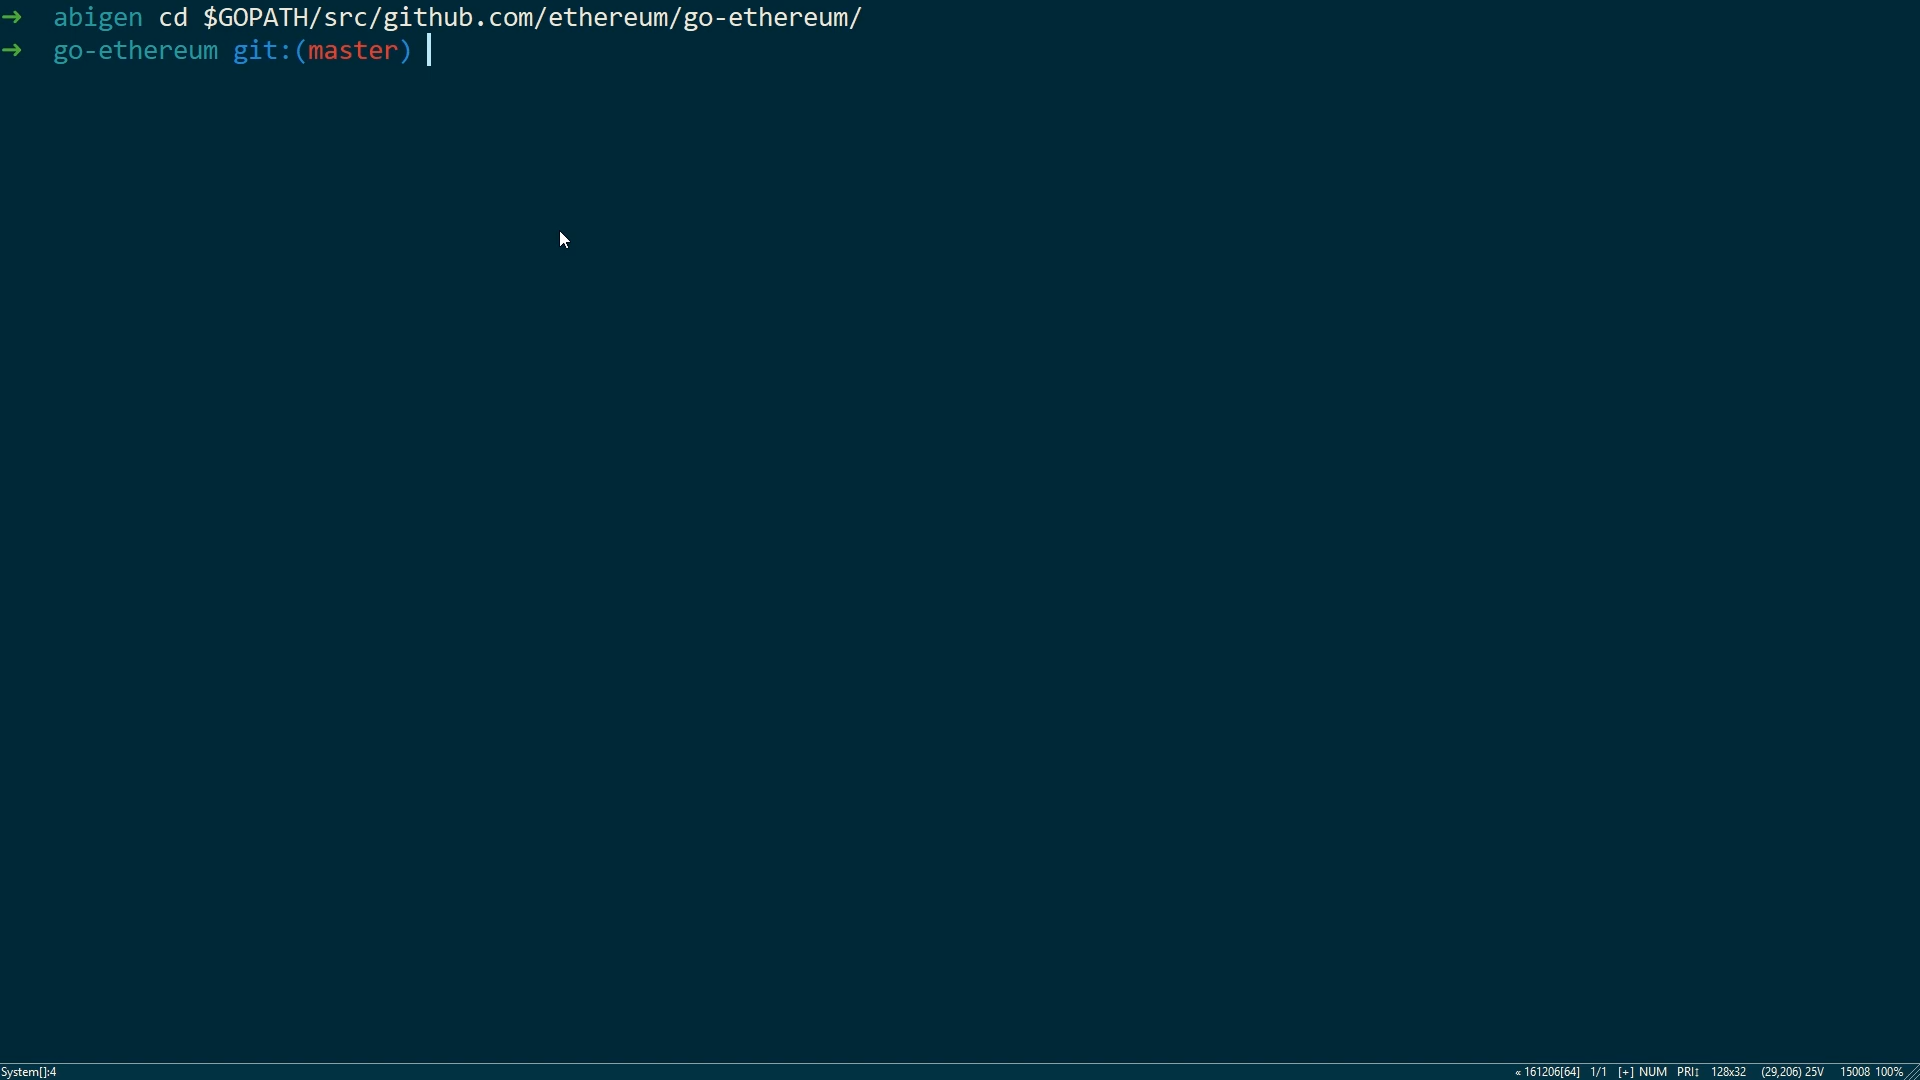 ➜ abigen cd $GOPATH/src/github.com/ethereum/go-ethereum/
➜ go-ethereum git:(master)
System[]:4 « 161206[64] 1/1 [+] NUM PRI↕ 128x32 (29,206) 25V 15008 100%